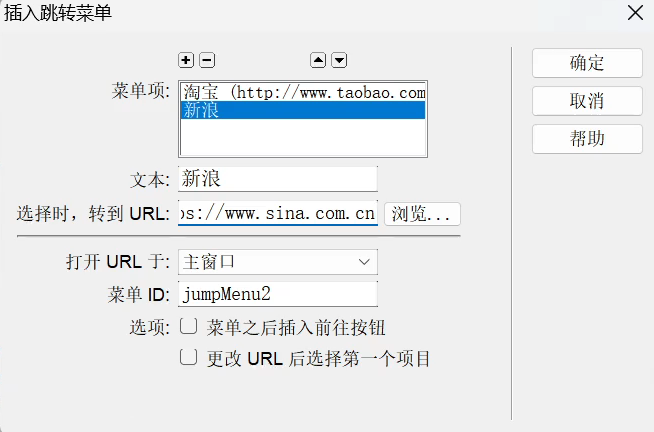 插入跳转菜单
菜单项:
淘宝 (http://www.taobao.com
新浪
文本: 新浪
选择时，转到 URL: ps://www.sina.com.cn 浏览...
打开 URL 于: 主窗口
菜单 ID: jumpMenu2
选项: 菜单之后插入前往按钮
更改 URL 后选择第一个项目
确定
取消
帮助